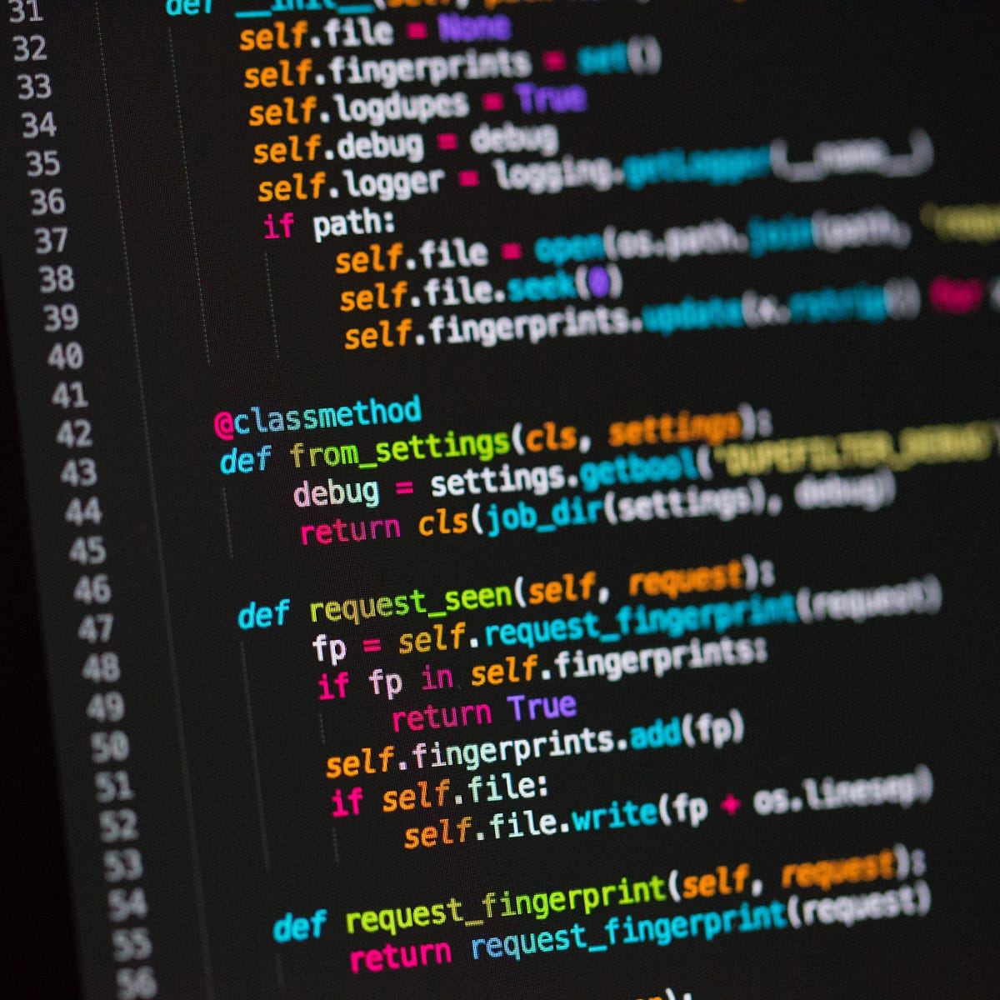 31 def __init__(self,
32 self.file = None
33 self.fingerprints = set()
34 self.logdupes = True
35 self.debug = debug
36 self.logger = logging.getLogger(__name__)
37 if path:
38 self.file = open(os.path.join(path,
39 self.file.seek(0)
40 self.fingerprints.update(x.rstrip() for
41
42 @classmethod
43 def from_settings(cls, settings):
44 debug = settings.getbool('DUPEFILTER_DEBUG'
45 return cls(job_dir(settings), debug)
46
47 def request_seen(self, request):
48 fp = self.request_fingerprint(request)
49 if fp in self.fingerprints:
50 return True
51 self.fingerprints.add(fp)
52 if self.file:
53 self.file.write(fp + os.linesep)
54
55 def request_fingerprint(self, request):
56 return request_fingerprint(request)